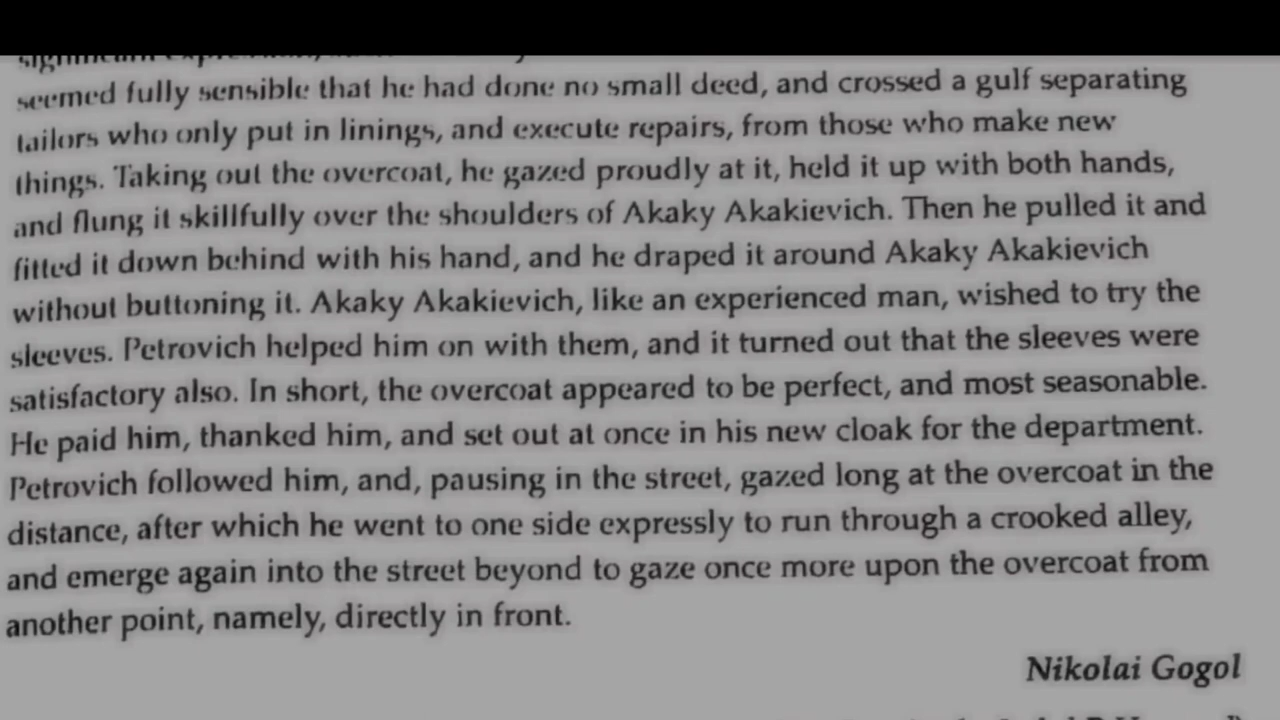 seemed fully sensible that he had done no small deed, and crossed a gulf separating
tailors who only put in linings, and execute repairs, from those who make new
things. Taking out the overcoat, he gazed proudly at it, held it up with both hands,
and flung it skillfully over the shoulders of Akaky Akakievich. Then he pulled it and
fitted it down behind with his hand, and he draped it around Akaky Akakievich
without buttoning it. Akaky Akakievich, like an experienced man, wished to try the
sleeves. Petrovich helped him on with them, and it turned out that the sleeves were
satisfactory also. In short, the overcoat appeared to be perfect, and most seasonable.
He paid him, thanked him, and set out at once in his new cloak for the department.
Petrovich followed him, and, pausing in the street, gazed long at the overcoat in the
distance, after which he went to one side expressly to run through a crooked alley,
and emerge again into the street beyond to gaze once more upon the overcoat from
another point, namely, directly in front.
Nikolai Gogol